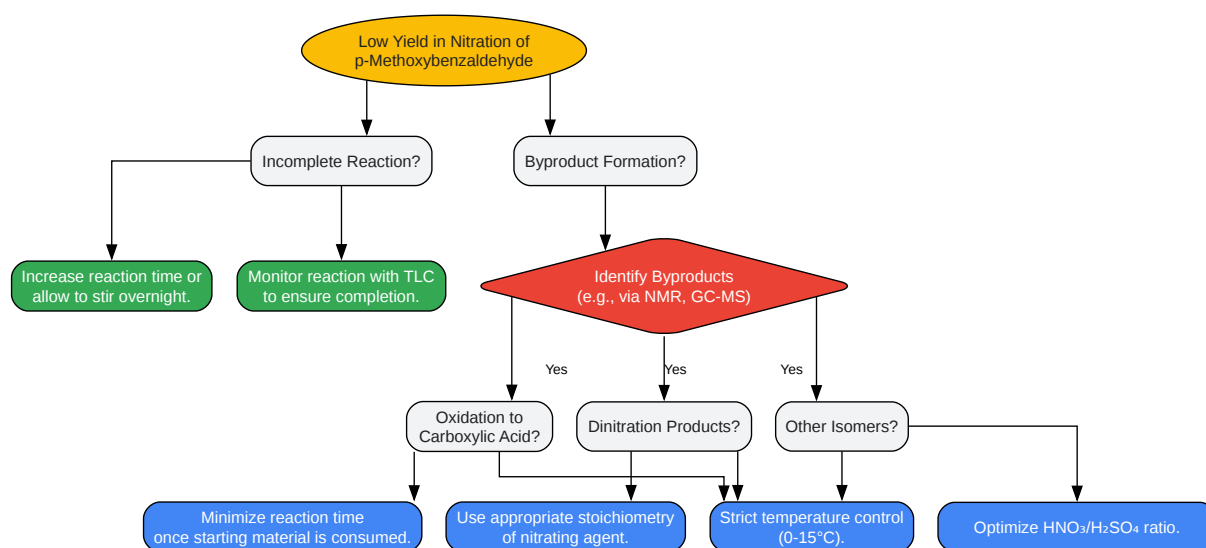 Low Yield in Nitration of
p-Methoxybenzaldehyde
Incomplete Reaction?
Byproduct Formation?
Increase reaction time or
allow to stir overnight.
Monitor reaction with TLC
to ensure completion.
Identify Byproducts
(e.g., via NMR, GC-MS)
Yes
Yes
Yes
Oxidation to
Carboxylic Acid?
Dinitration Products?
Other Isomers?
Minimize reaction time
once starting material is consumed.
Use appropriate stoichiometry
of nitrating agent.
Strict temperature control
(0-15°C).
Optimize HNO₃/H₂SO₄ ratio.